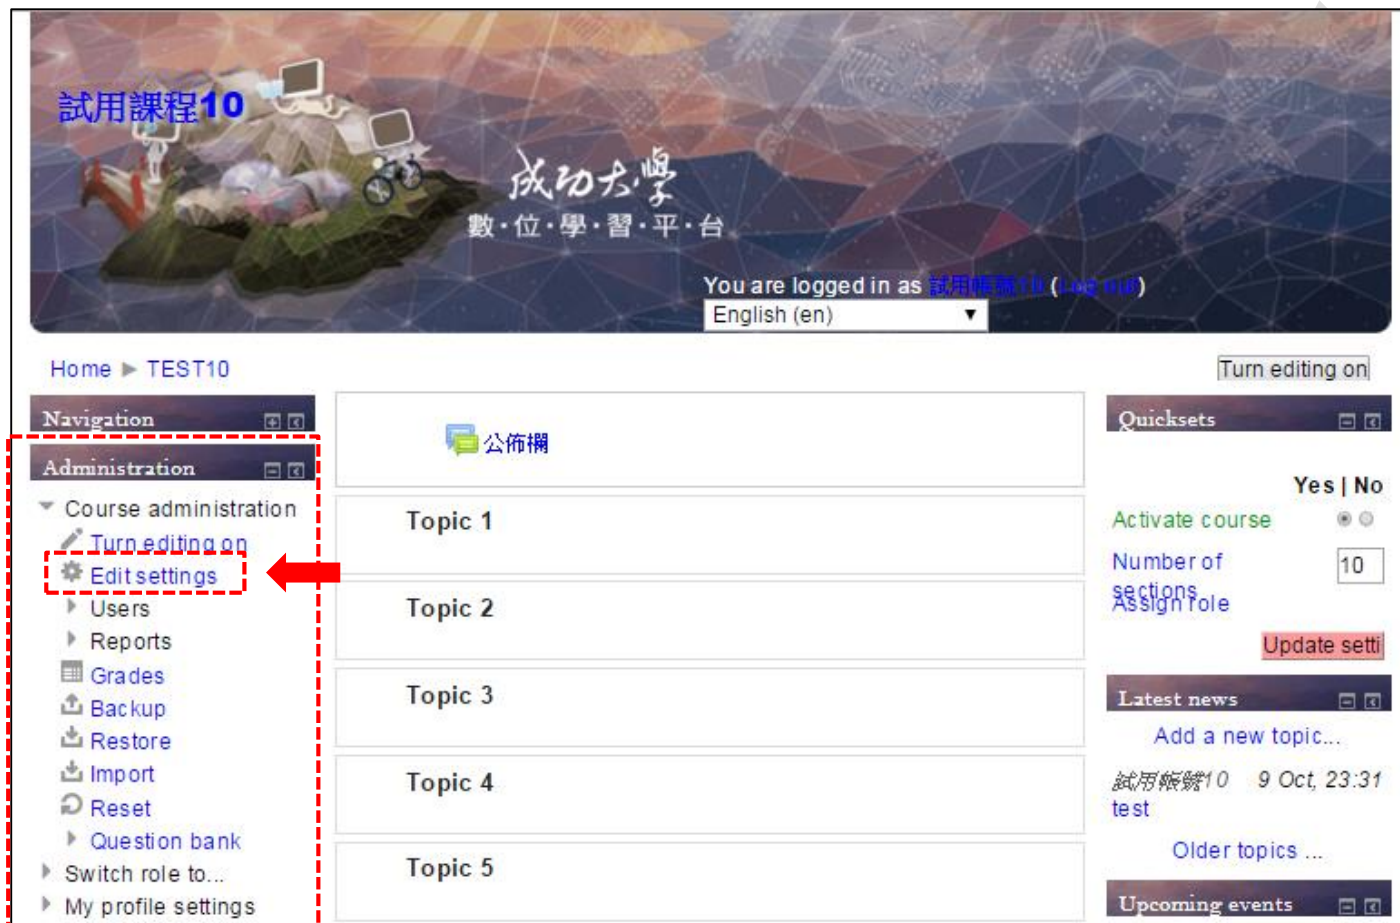 試用課程10
成功大學
數·位·學·習·平·台
You are logged in as 試用帳號10 (Log out)
English (en)
Home ▶ TEST10
Turn editing on
Navigation
Administration
Course administration
Turn editing on
Edit settings
Users
Reports
Grades
Backup
Restore
Import
Reset
Question bank
Switch role to...
My profile settings
公佈欄
Topic 1
Topic 2
Topic 3
Topic 4
Topic 5
Quicksets
Yes | No
Activate course
Number of
sections
10
Assign role
Update setti
Latest news
Add a new topic...
試用帳號10 9 Oct, 23:31
test
Older topics ...
Upcoming events